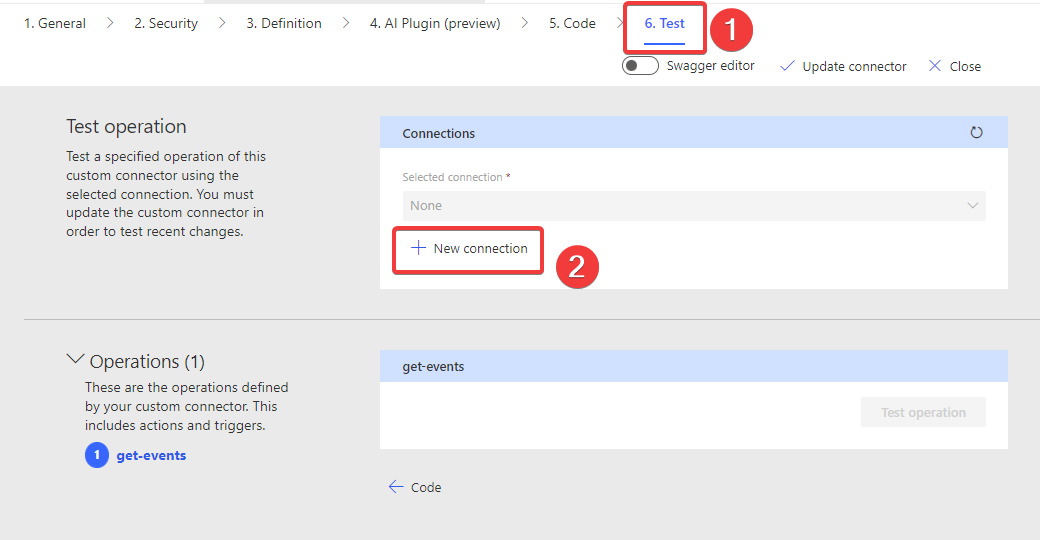 1. General
2. Security
3. Definition
4. AI Plugin (preview)
5. Code
6. Test
1
Swagger editor
Update connector
Close
Test operation
Test a specified operation of this
custom connector using the
selected connection. You must
update the custom connector in
order to test recent changes.
Connections
Selected connection *
None
New connection
2
Operations (1)
These are the operations defined
by your custom connector. This
includes actions and triggers.
1 get-events
get-events
Test operation
Code